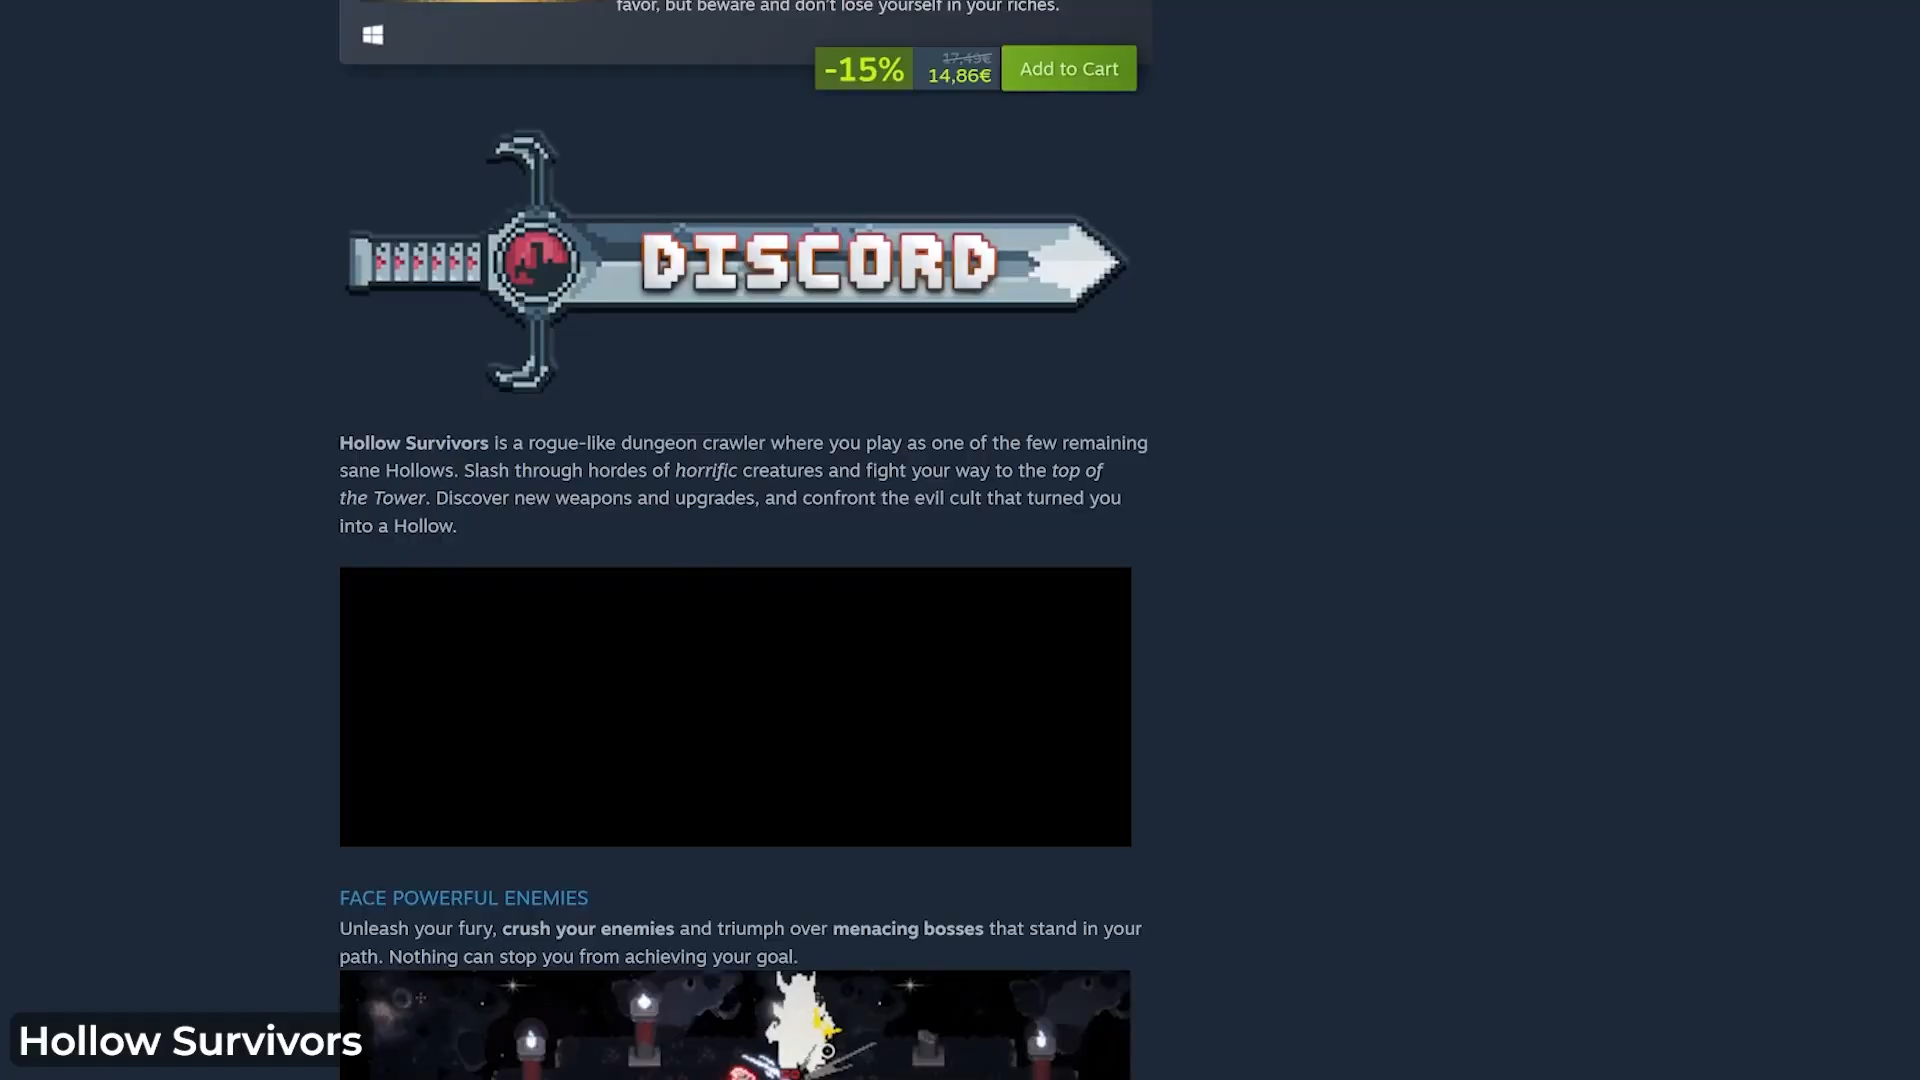 favor, but beware and don't lose yourself in your riches.
-15%
17,49€
14,86€
Add to Cart
DISCORD
Hollow Survivors is a rogue-like dungeon crawler where you play as one of the few remaining
sane Hollows. Slash through hordes of horrific creatures and fight your way to the top of
the Tower. Discover new weapons and upgrades, and confront the evil cult that turned you
into a Hollow.
FACE POWERFUL ENEMIES
Unleash your fury, crush your enemies and triumph over menacing bosses that stand in your
path. Nothing can stop you from achieving your goal.
Hollow Survivors